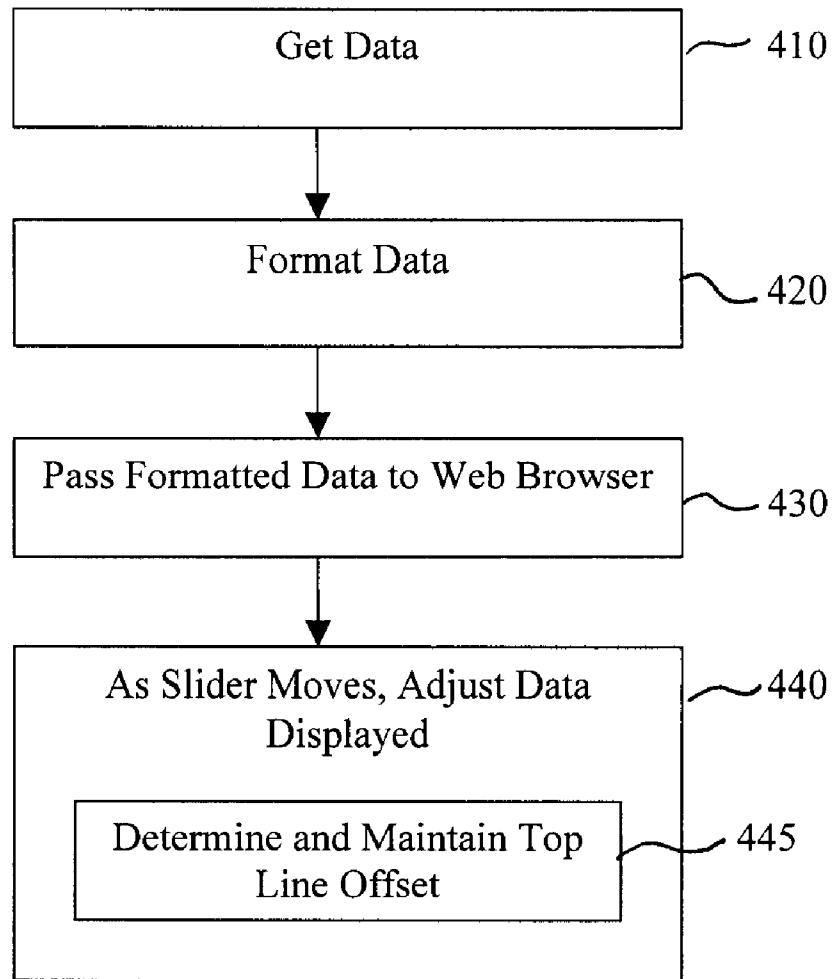 Get Data
410
Format Data
420
Pass Formatted Data to Web Browser
430
As Slider Moves, Adjust Data
Displayed
440
Determine and Maintain Top
Line Offset
445